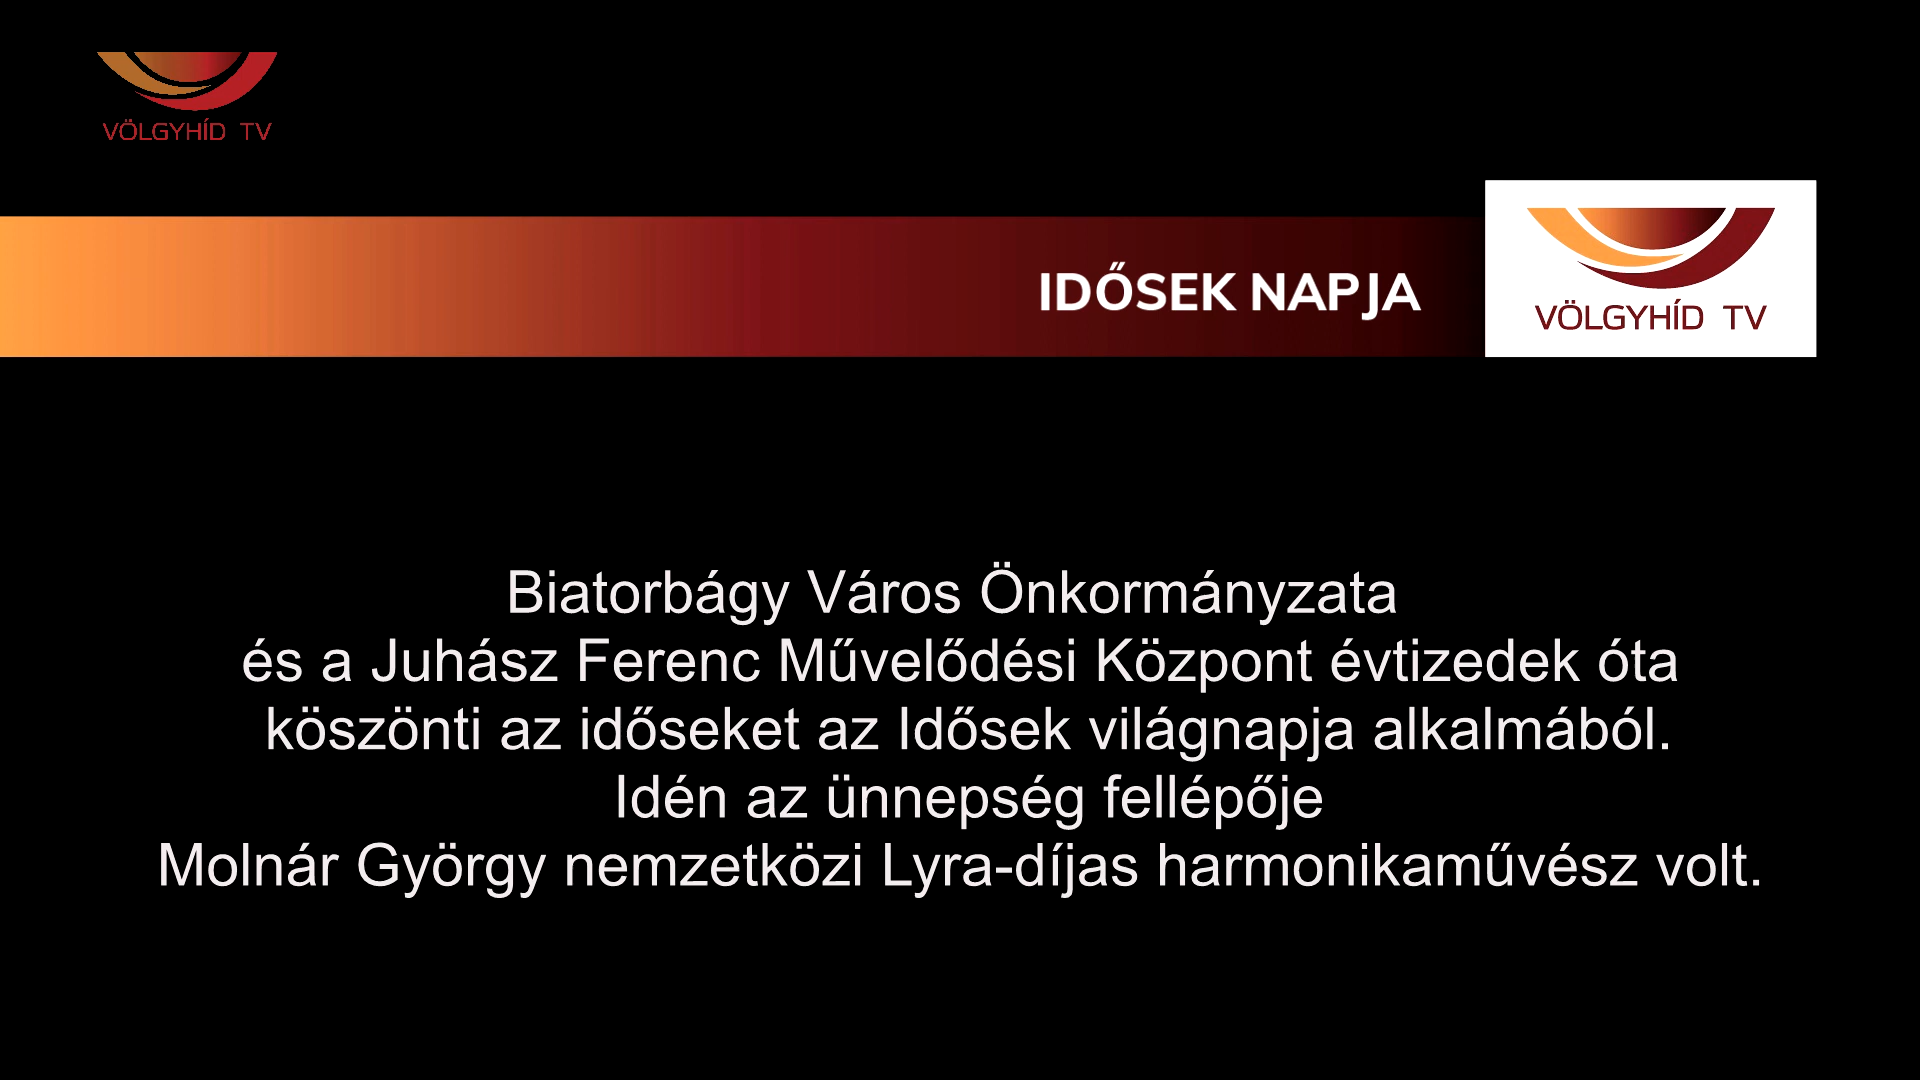 VÖLGYHÍD TV
IDŐSEK NAPJA
VÖLGYHÍD TV
Biatorbágy Város Önkormányzata
és a Juhász Ferenc Művelődési Központ évtizedek óta
köszönti az időseket az Idősek világnapja alkalmából.
Idén az ünnepség fellépője
Molnár György nemzetközi Lyra-díjas harmonikaművész volt.